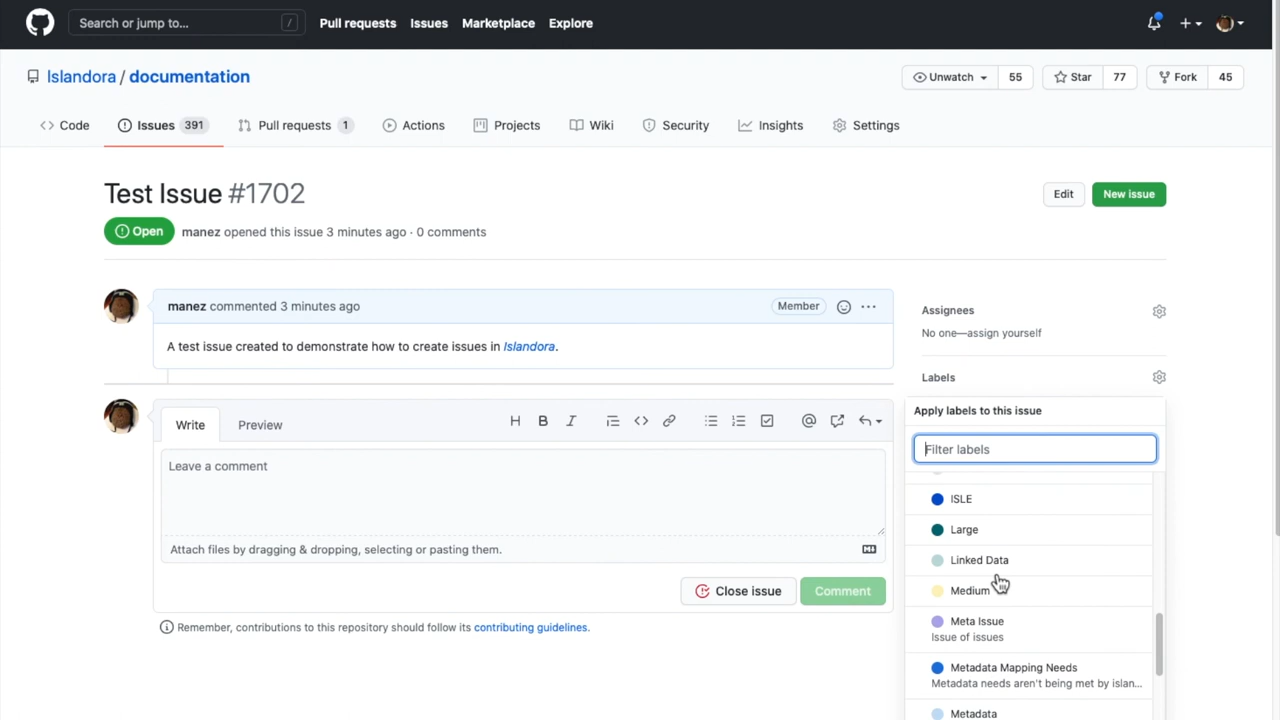 Search or jump to... /
Pull requests Issues Marketplace Explore
Islandora / documentation
Unwatch 55 Star 77 Fork 45
Code Issues 391 Pull requests 1 Actions Projects Wiki Security Insights Settings
Test Issue #1702
Edit New issue
Open manez opened this issue 3 minutes ago · 0 comments
manez commented 3 minutes ago Member
A test issue created to demonstrate how to create issues in Islandora.
Write Preview
Leave a comment
Attach files by dragging & dropping, selecting or pasting them.
Close issue Comment
Remember, contributions to this repository should follow its contributing guidelines.
Assignees
No one—assign yourself
Labels
Apply labels to this issue
Filter labels
ISLE
Large
Linked Data
Medium
Meta Issue
Issue of issues
Metadata Mapping Needs
Metadata needs aren't being met by islan...
Metadata